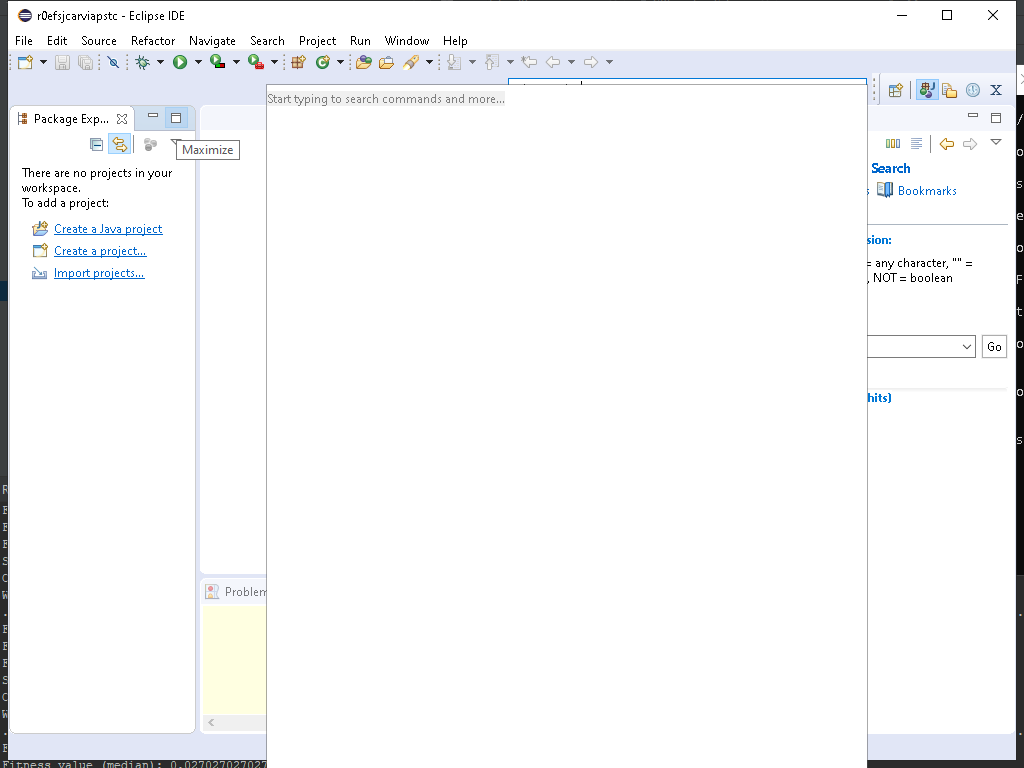 r0efsjcarviapstc - Eclipse IDE
File Edit Source Refactor Navigate Search Project Run Window Help
Start typing to search commands and more...
Package Exp...
Maximize
There are no projects in your
workspace.
To add a project:
Create a Java project
Create a project...
Import projects...
Search
Bookmarks
sion:
= any character, "" =
, NOT = boolean
Go
hits)
Problem
Fitness value (median): 0.027027027027